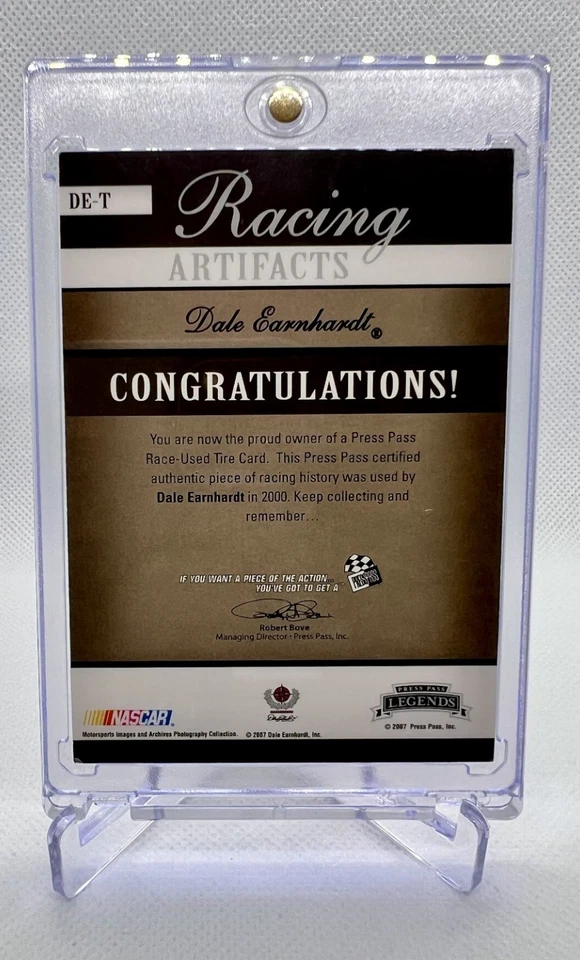 DE-T
Racing
ARTIFACTS
Dale Earnhardt®
CONGRATULATIONS!
You are now the proud owner of a Press Pass
Race-Used Tire Card. This Press Pass certified
authentic piece of racing history was used by
Dale Earnhardt in 2000. Keep collecting and
remember...
IF YOU WANT A PIECE OF THE ACTION...
YOU'VE GOT TO GET A
Robert Bove
Managing Director · Press Pass, Inc.
NASCAR®
Motorsports Images and Archives Photography Collection.
© 2007 Dale Earnhardt, Inc.
PRESS PASS
LEGENDS
© 2007 Press Pass, Inc.